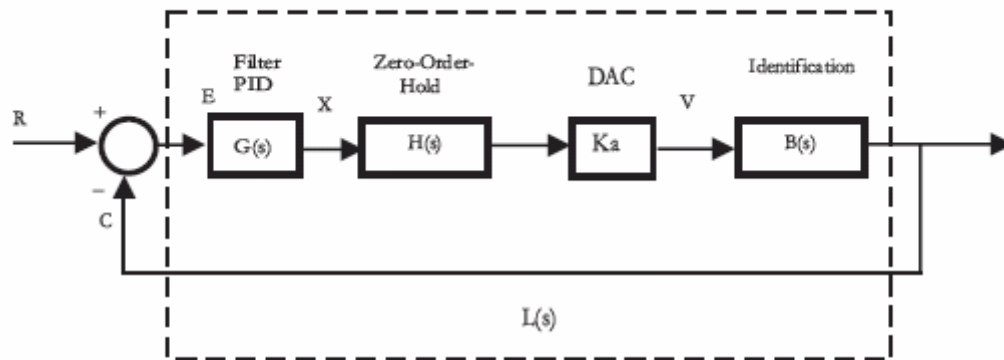 Filter
PID
Zero-Order-
Hold
DAC
Identification
R
+
E
G(s)
X
H(s)
Ka
V
B(s)
−
C
L(s)